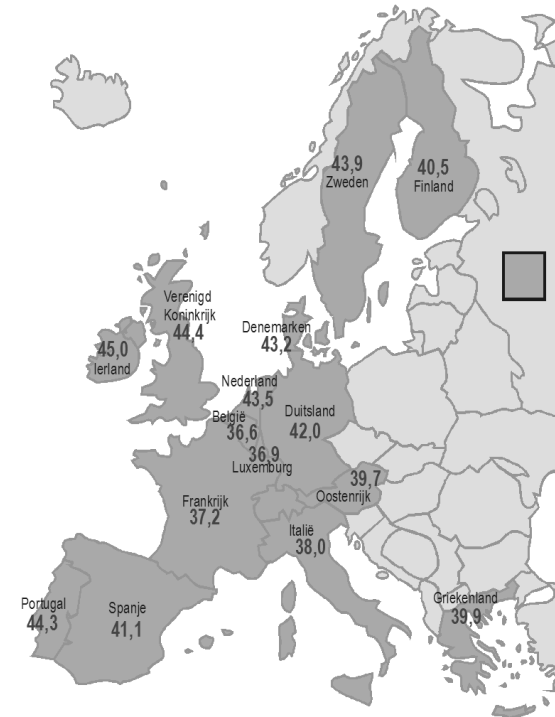 43,9
Zweden
40,5
Finland
Verenigd
Koninkrijk
44,4
45,0
Ierland
Denemarken
43,2
Nederland
43,5
België
36,6
Duitsland
42,0
36,9
Luxemburg
39,7
Oostenrijk
Frankrijk
37,2
Italië
38,0
Portugal
44,3
Spanje
41,1
Griekenland
39,9